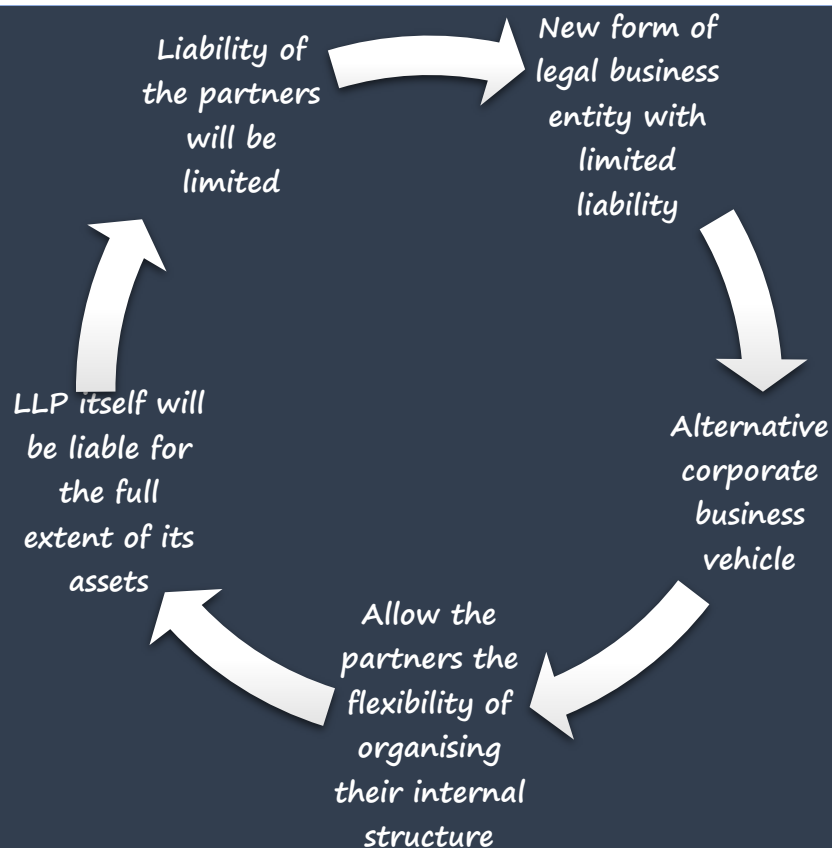 Liability of
the partners
will be
limited
New form of
legal business
entity with
limited
liability
Alternative
corporate
business
vehicle
Allow the
partners the
flexibility of
organising
their internal
structure
LLP itself will
be liable for
the full
extent of its
assets